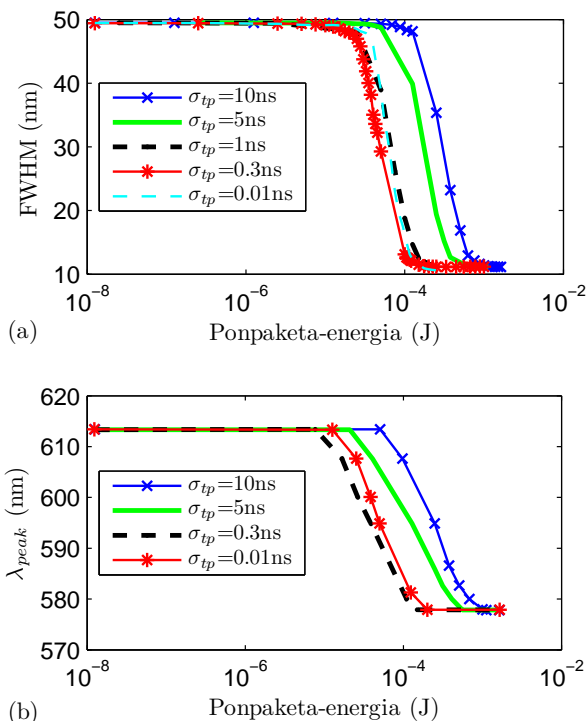 50
40
30
20
10
FWHM (nm)
σtp=10ns
σtp=5ns
σtp=1ns
σtp=0.3ns
σtp=0.01ns
10−8
10−6
10−4
10−2
(a)
Ponpaketa-energia (J)
620
610
600
590
580
570
λpeak (nm)
σtp=10ns
σtp=5ns
σtp=0.3ns
σtp=0.01ns
10−8
10−6
10−4
10−2
(b)
Ponpaketa-energia (J)